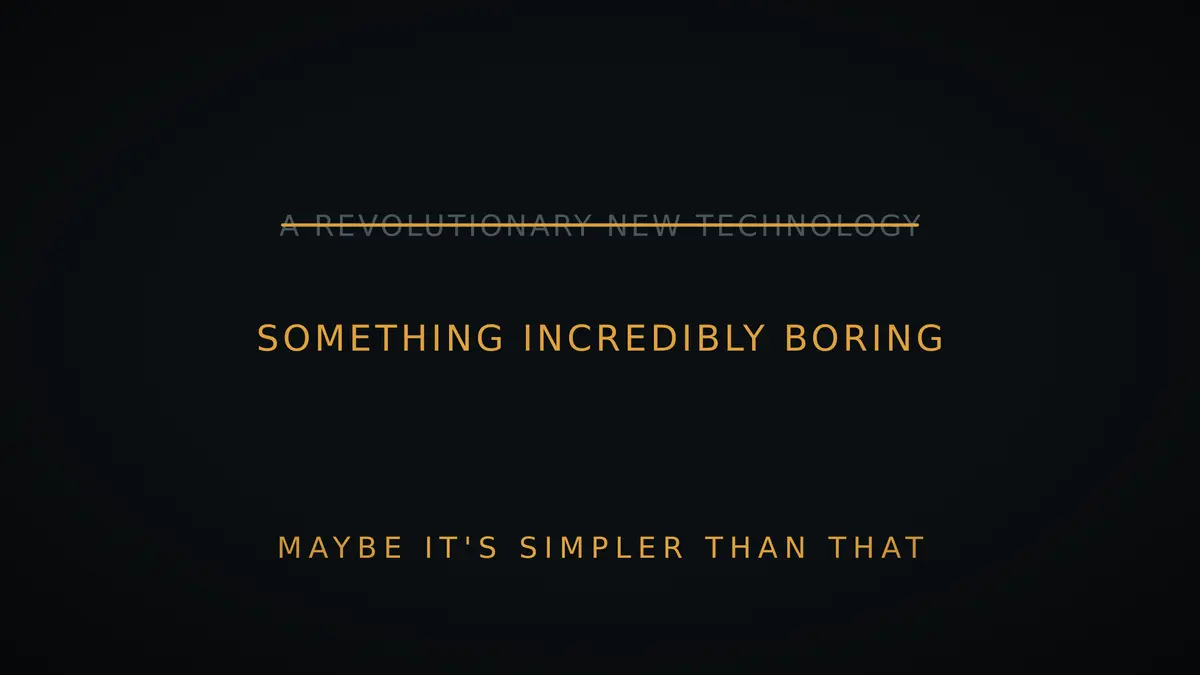 A REVOLUTIONARY NEW TECHNOLOGY
SOMETHING INCREDIBLY BORING
MAYBE IT'S SIMPLER THAN THAT